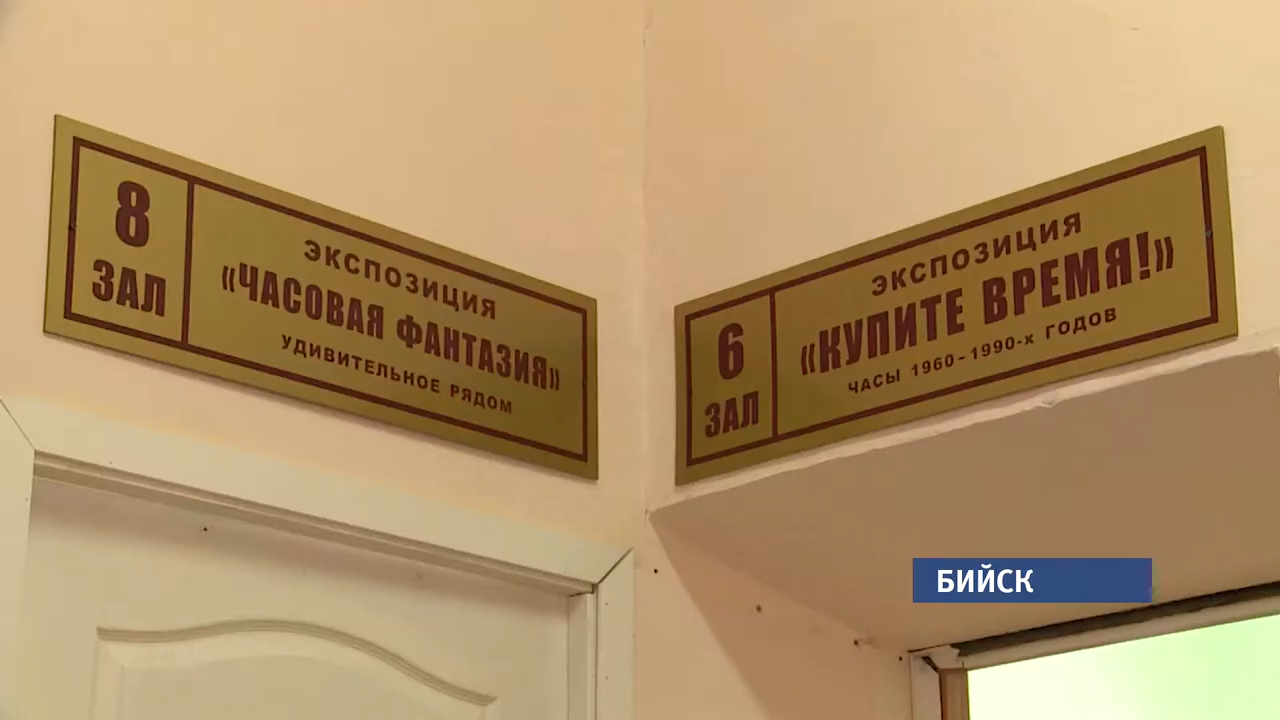 8
ЗАЛ
ЭКСПОЗИЦИЯ
«ЧАСОВАЯ ФАНТАЗИЯ»
УДИВИТЕЛЬНОЕ РЯДОМ
6
ЗАЛ
ЭКСПОЗИЦИЯ
«КУПИТЕ ВРЕМЯ!»
ЧАСЫ 1960-1990-х ГОДОВ
БИЙСК